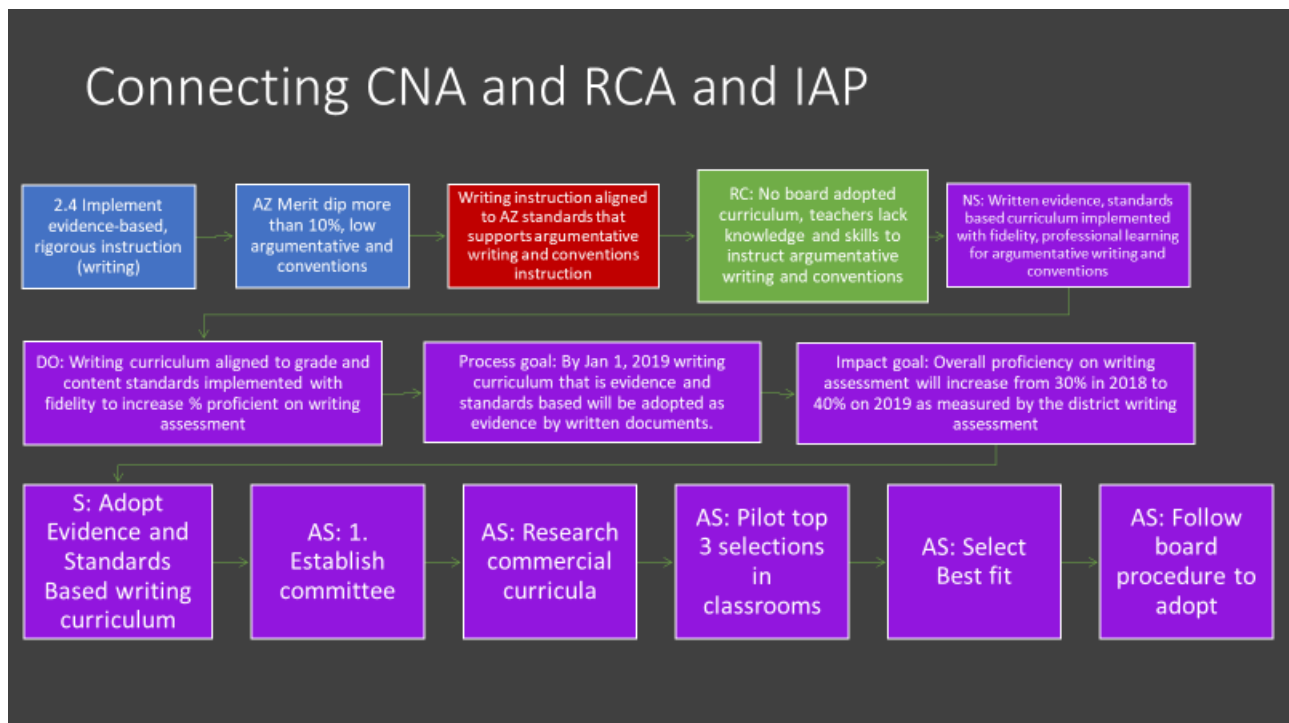 Connecting CNA and RCA and IAP
2.4 Implement
evidence-based,
rigorous instruction
(writing)
AZ Merit dip more
than 10%, low
argumentative and
conventions
Writing instruction aligned
to AZ standards that
supports argumentative
writing and conventions
instruction
RC: No board adopted
curriculum, teachers lack
knowledge and skills to
instruct argumentative
writing and conventions
NS: Written evidence, standards
based curriculum implemented
with fidelity, professional learning
for argumentative writing and
conventions
DO: Writing curriculum aligned to grade and
content standards implemented with
fidelity to increase % proficient on writing
assessment
Process goal: By Jan 1, 2019 writing
curriculum that is evidence and
standards based will be adopted as
evidence by written documents.
Impact goal: Overall proficiency on writing
assessment will increase from 30% in 2018 to
40% on 2019 as measured by the district writing
assessment
S: Adopt
Evidence and
Standards
Based writing
curriculum
AS: 1.
Establish
committee
AS: Research
commercial
curricula
AS: Pilot top
3 selections
in
classrooms
AS: Select
Best fit
AS: Follow
board
procedure to
adopt